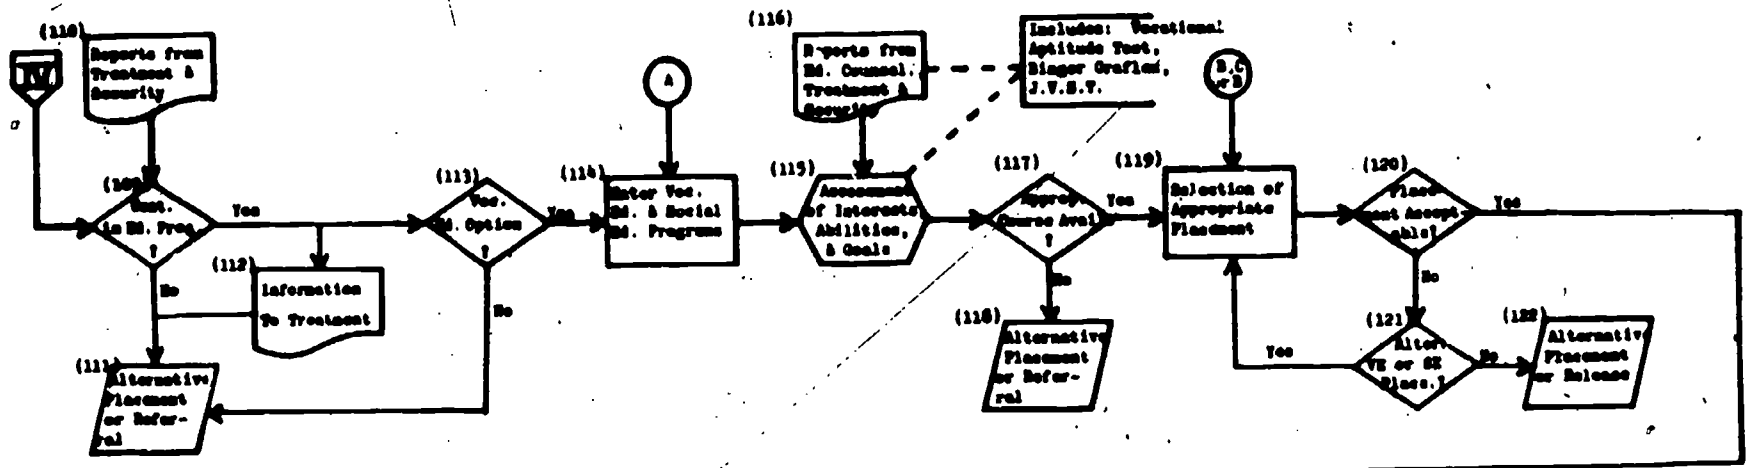 (110)
Reports from
Treatment &
Security
IV
(109)
Cont.
in Ed. Prog.
?
Yes
No
(112)
Information
To Treatment
(111)
Alternative
Placement
or Refer-
ral
(113)
Voc.
Ed. Option
?
Yes
No
A
(114)
Enter Voc.
Ed. & Social
Ed. Programs
(116)
Reports from
Ed. Counsel.
Treatment &
Security
Includes: Vocational
Aptitude Test,
Singer Graflex,
J.V.S.T.
(115)
Assessment
of Interests
Abilities,
& Goals
(117)
Approp.
Course Avail
?
Yes
No
(118)
Alternative
Placement
or Refer-
ral
B,C
or D
(119)
Selection of
Appropriate
Placement
(120)
Place-
ment Accept-
able?
Yes
No
(121)
Alter.
VE or SE
Place.?
Yes
No
(122)
Alternative
Placement
or Release